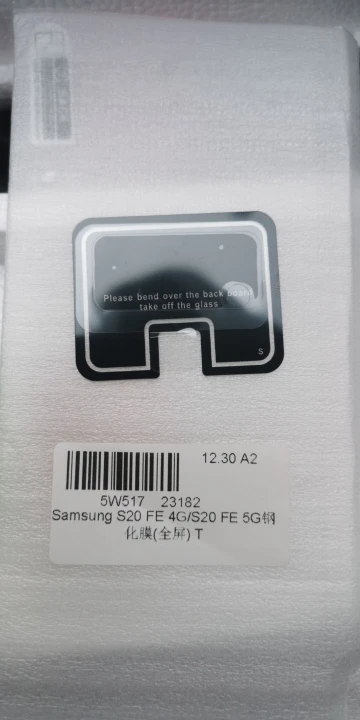 Please bend over the back board
take off the glass
S
12.30 A2
5W517 23182
Samsung S20 FE 4G/S20 FE 5G钢
化膜(全屏) T